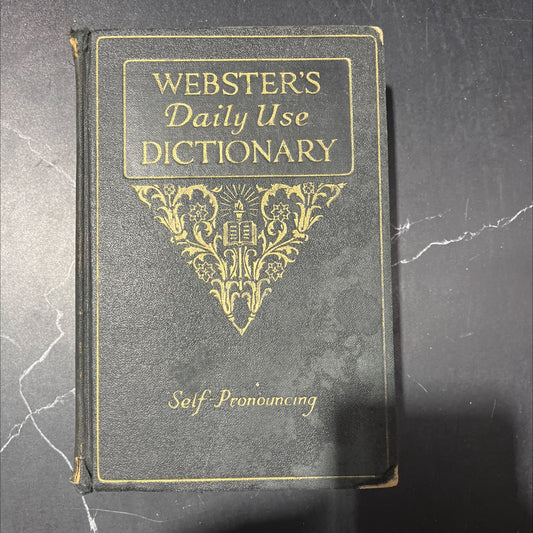 WEBSTER'S
Daily Use
DICTIONARY
Self Pronouncing